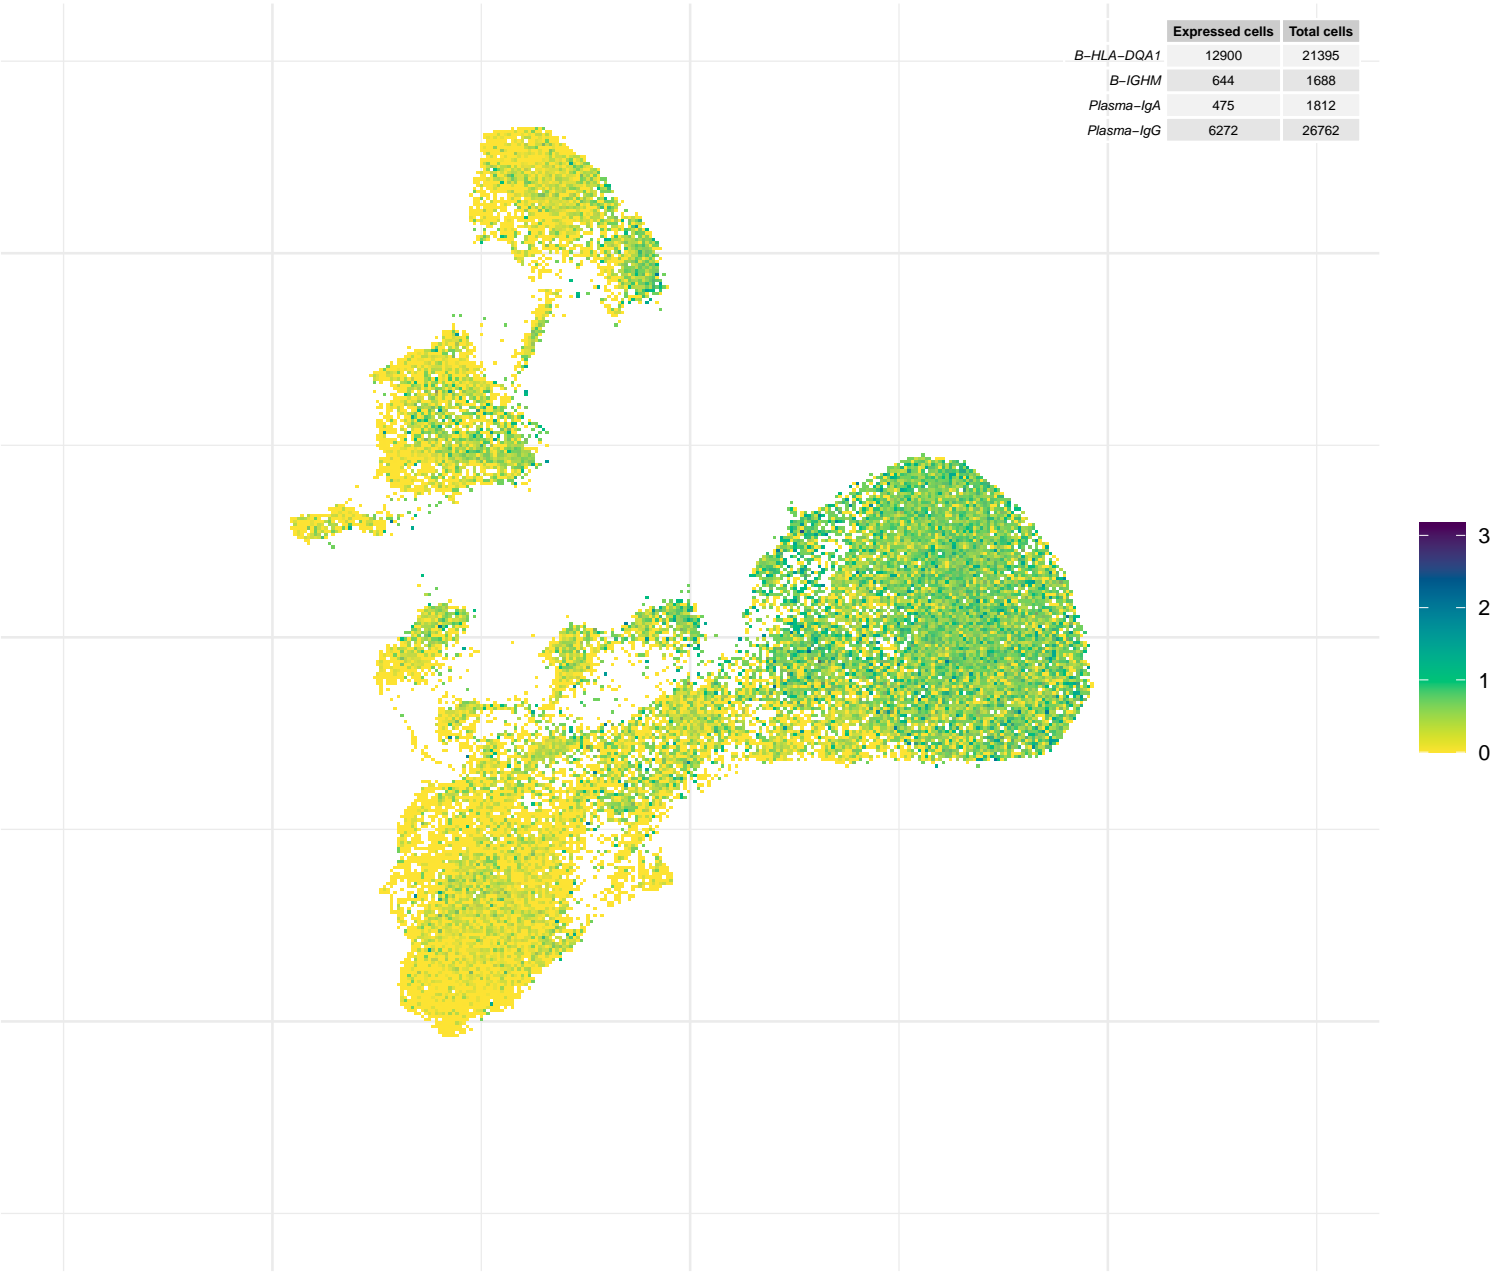 Expressed cells Total cells
B−HLA−DQA1 12900 21395
B−IGHM 644 1688
Plasma−IgA 475 1812
Plasma−IgG 6272 26762
3
2
1
0